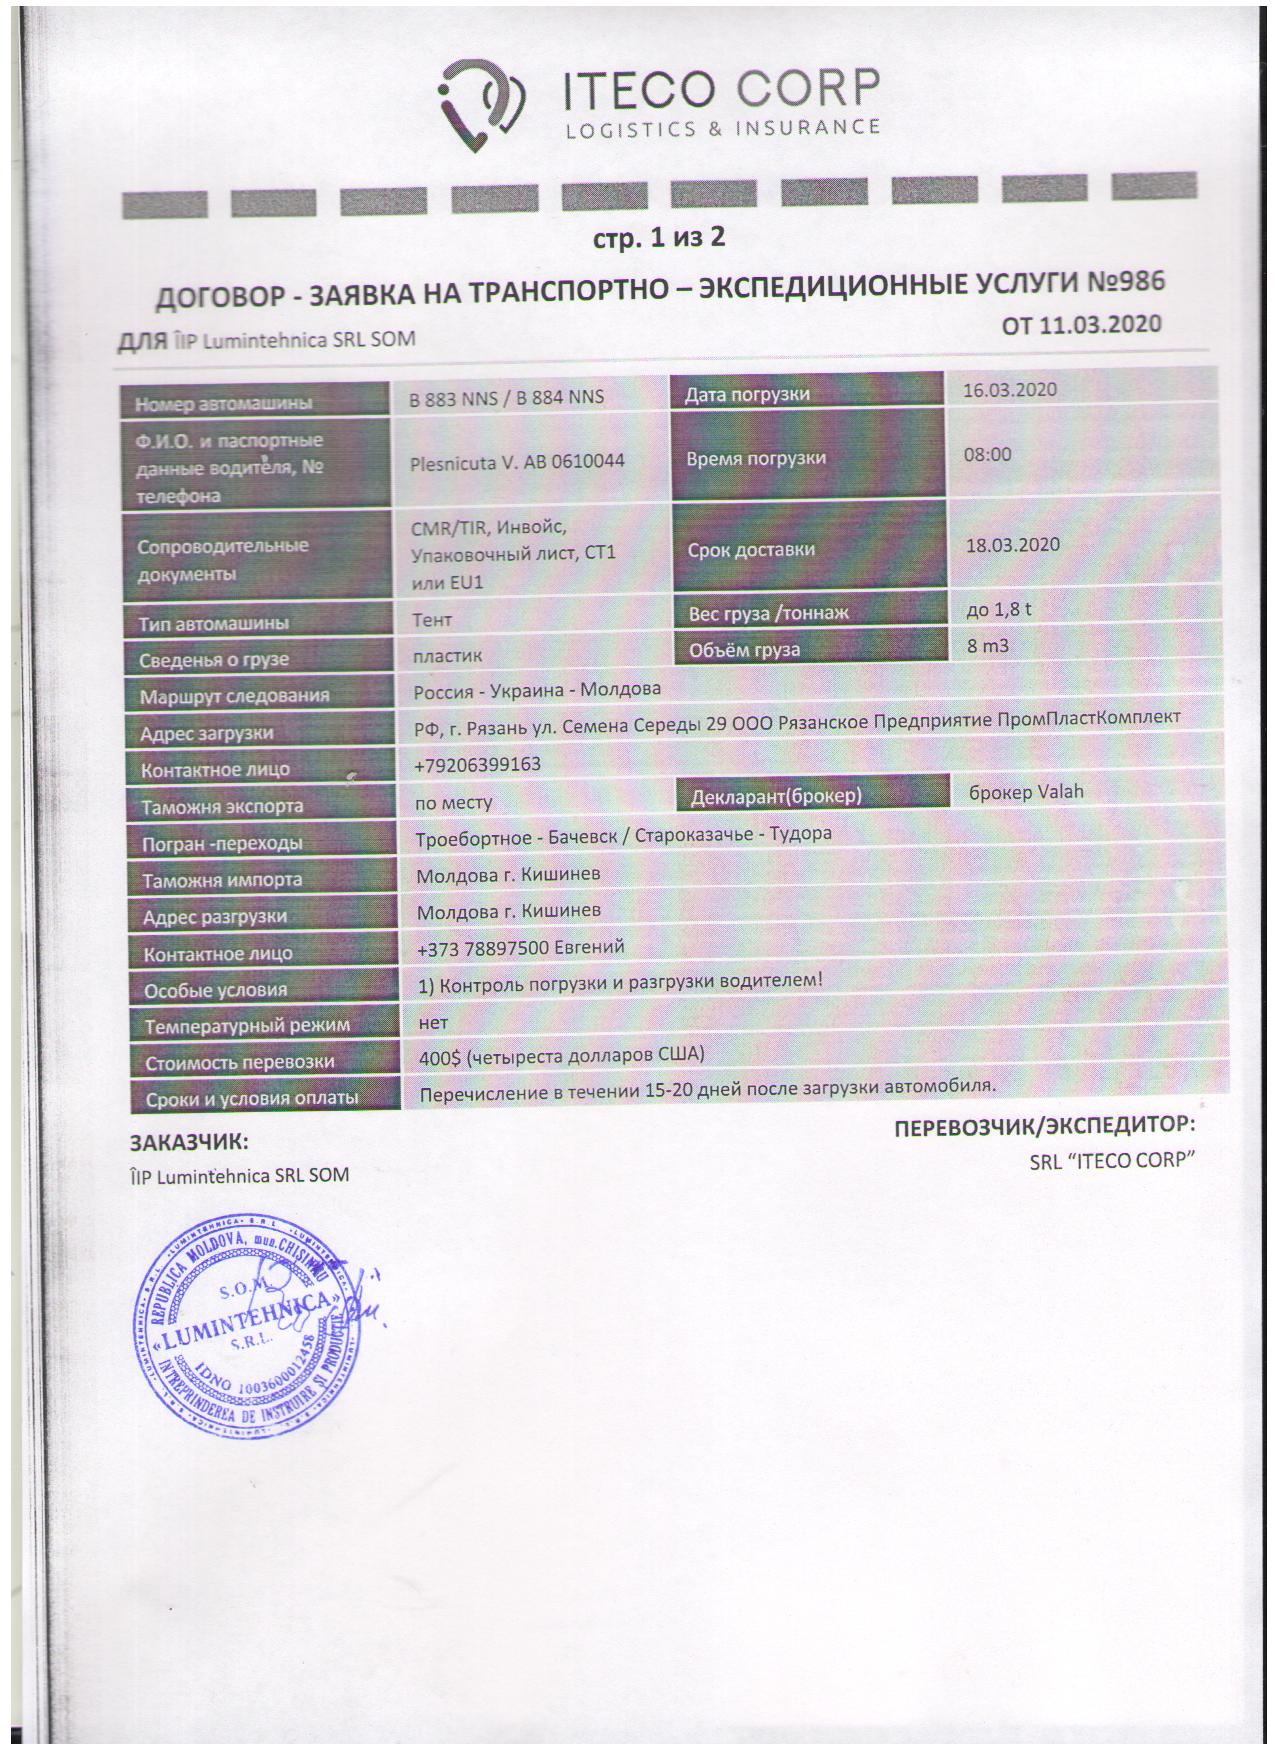 ITECO CORP
LOGISTICS & INSURANCE
стр. 1 из 2
ДОГОВОР - ЗАЯВКА НА ТРАНСПОРТНО – ЭКСПЕДИЦИОННЫЕ УСЛУГИ №986
ДЛЯ ÎIP Lumintehnica SRL SOM
ОТ 11.03.2020
Номер автомашины B 883 NNS / B 884 NNS Дата погрузки 16.03.2020
Ф.И.О. и паспортные
данные водителя, №
телефона
Plesnicuta V. AB 0610044 Время погрузки 08:00
Сопроводительные
документы
CMR/TIR, Инвойс,
Упаковочный лист, СТ1
или EU1
Срок доставки 18.03.2020
Тип автомашины Тент Вес груза /тоннаж до 1,8 t
Сведенья о грузе пластик Объём груза 8 m3
Маршрут следования Россия - Украина - Молдова
Адрес загрузки РФ, г. Рязань ул. Семена Середы 29 ООО Рязанское Предприятие ПромПластКомплект
Контактное лицо +79206399163
Таможня экспорта по месту Декларант(брокер) брокер Valah
Погран -переходы Троебортное - Бачевск / Староказачье - Тудора
Таможня импорта Молдова г. Кишинев
Адрес разгрузки Молдова г. Кишинев
Контактное лицо +373 78897500 Евгений
Особые условия 1) Контроль погрузки и разгрузки водителем!
Температурный режим нет
Стоимость перевозки 400$ (четыреста долларов США)
Сроки и условия оплаты Перечисление в течении 15-20 дней после загрузки автомобиля.
ЗАКАЗЧИК:
ÎIP Lumintehnica SRL SOM
ПЕРЕВОЗЧИК/ЭКСПЕДИТОР:
SRL “ITECO CORP”
REPUBLICA MOLDOVA, mun.CHISINAU
S.O.M.
«LUMINTEHNICA»
S.R.L.
IDNO 1003600012458
INTREPRINDEREA DE INSTRUIRE SI PRODUCTIE